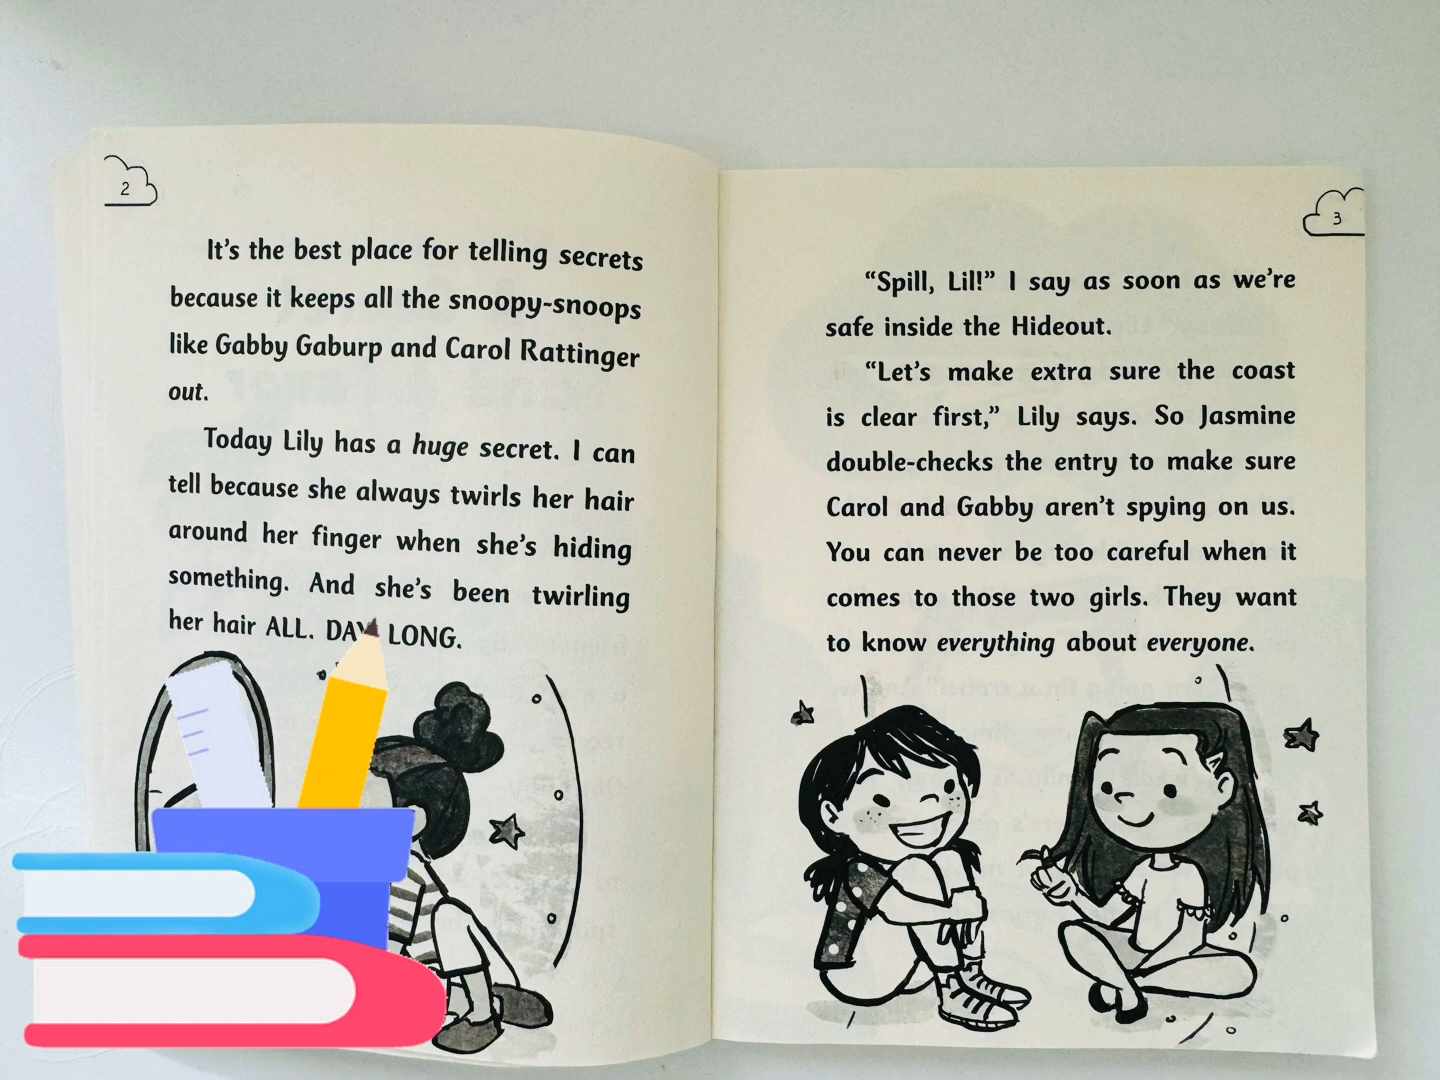 2
It's the best place for telling secrets
because it keeps all the snoopy-snoops
like Gabby Gaburp and Carol Rattinger
out.
Today Lily has a huge secret. I can
tell because she always twirls her hair
around her finger when she's hiding
something. And she's been twirling
her hair ALL. DAY LONG.
3
“Spill, Lil!” I say as soon as we're
safe inside the Hideout.
“Let's make extra sure the coast
is clear first,” Lily says. So Jasmine
double-checks the entry to make sure
Carol and Gabby aren't spying on us.
You can never be too careful when it
comes to those two girls. They want
to know everything about everyone.